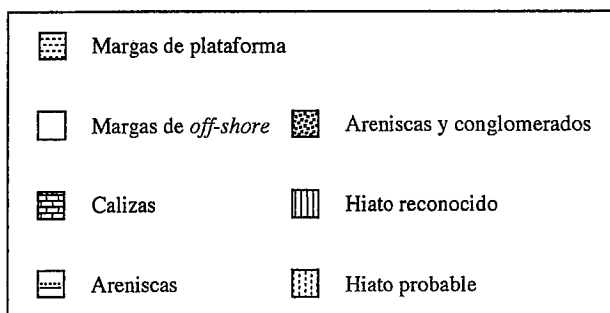 Margas de plataforma
Margas de off-shore
Areniscas y conglomerados
Calizas
Hiato reconocido
Areniscas
Hiato probable